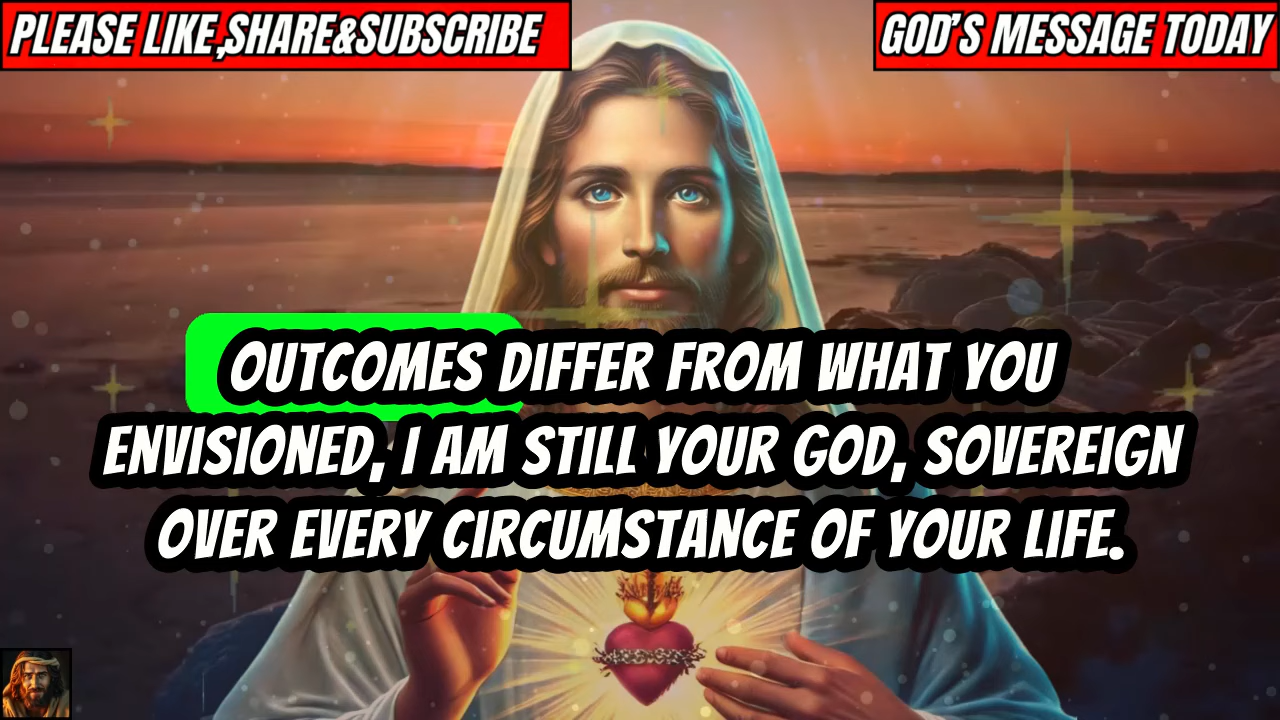 PLEASE LIKE,SHARE&SUBSCRIBE
GOD'S MESSAGE TODAY
OUTCOMES DIFFER FROM WHAT YOU
ENVISIONED, I AM STILL YOUR GOD, SOVEREIGN
OVER EVERY CIRCUMSTANCE OF YOUR LIFE.